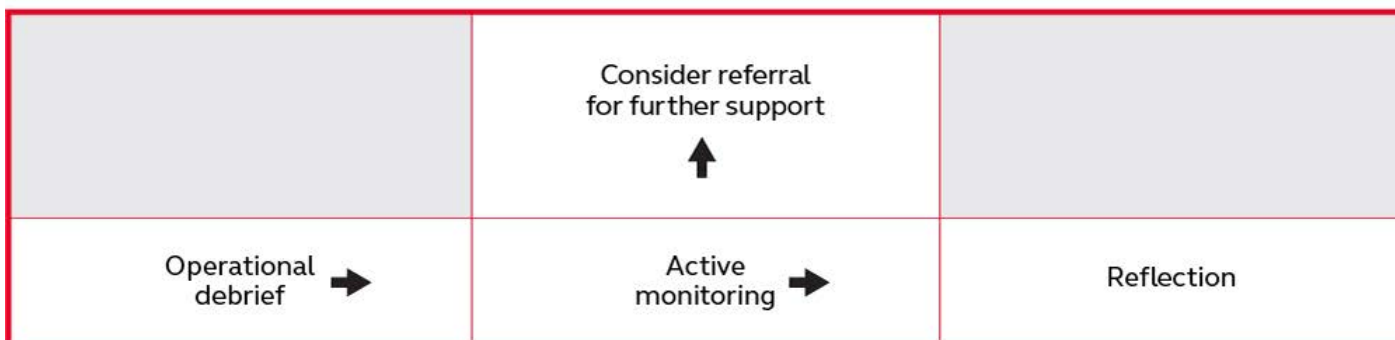 Consider referral
for further support
Operational
debrief
Active
monitoring
Reflection